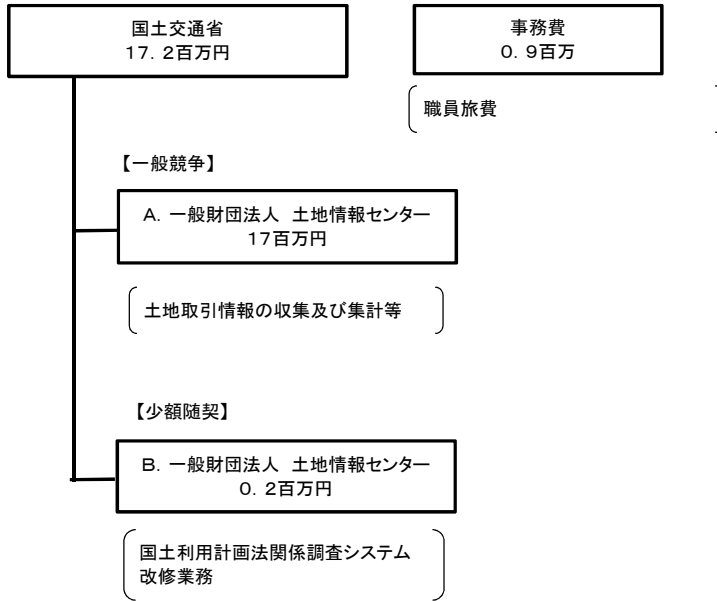 国土交通省
17．2百万円
事務費
0．9百万
職員旅費
【一般競争】
A．一般財団法人　土地情報センター
17百万円
土地取引情報の収集及び集計等
【少額随契】
B．一般財団法人　土地情報センター
0．2百万円
国土利用計画法関係調査システム
改修業務